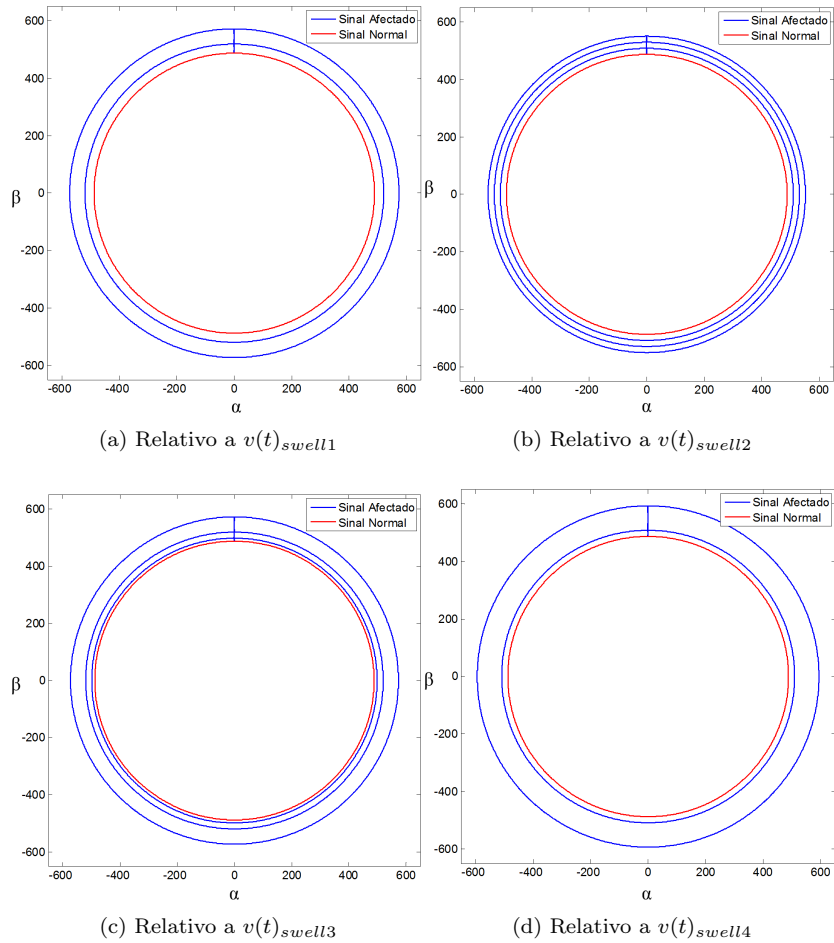 600
400
200
0
-200
-400
-600
β
-600 -400 -200 0 200 400 600
α
Sinal Afectado
Sinal Normal
(a) Relativo a v(t)swell1
600
400
200
0
-200
-400
-600
β
-600 -400 -200 0 200 400 600
α
Sinal Afectado
Sinal Normal
(b) Relativo a v(t)swell2
600
400
200
0
-200
-400
-600
β
-600 -400 -200 0 200 400 600
α
Sinal Afectado
Sinal Normal
(c) Relativo a v(t)swell3
600
400
200
0
-200
-400
-600
β
-600 -400 -200 0 200 400 600
α
Sinal Afectado
Sinal Normal
(d) Relativo a v(t)swell4